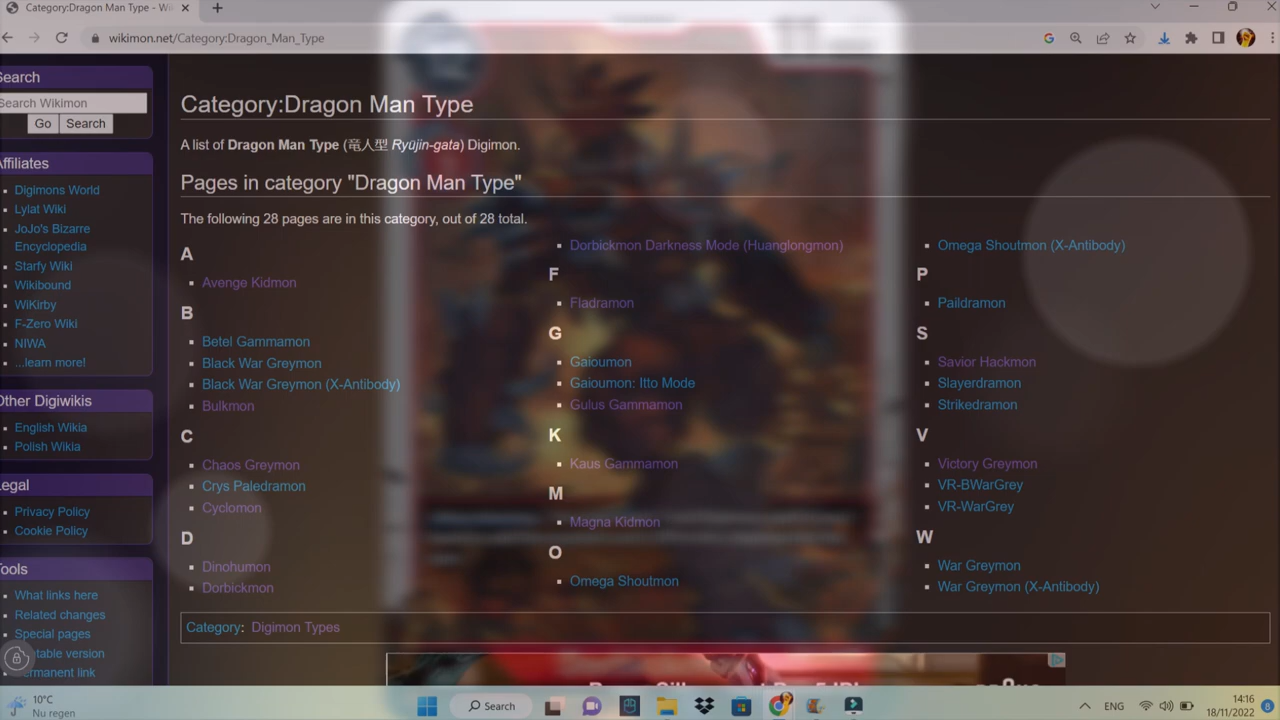 Category:Dragon Man Type - Wi
wikimon.net/Category:Dragon_Man_Type
Search
Search Wikimon
Go Search
Affiliates
Digimons World
Lylat Wiki
JoJo's Bizarre
Encyclopedia
Starfy Wiki
Wikibound
WiKirby
F-Zero Wiki
NIWA
...learn more!
Other Digiwikis
English Wikia
Polish Wikia
Legal
Privacy Policy
Cookie Policy
Tools
What links here
Related changes
Special pages
ntable version
ermanent link
Category:Dragon Man Type
A list of Dragon Man Type (竜人型 Ryūjin-gata) Digimon.
Pages in category "Dragon Man Type"
The following 28 pages are in this category, out of 28 total.
A
Avenge Kidmon
B
Betel Gammamon
Black War Greymon
Black War Greymon (X-Antibody)
Bulkmon
C
Chaos Greymon
Crys Paledramon
Cyclomon
D
Dinohumon
Dorbickmon
Dorbickmon Darkness Mode (Huanglongmon)
F
Fladramon
G
Gaioumon
Gaioumon: Itto Mode
Gulus Gammamon
K
Kaus Gammamon
M
Magna Kidmon
O
Omega Shoutmon
Omega Shoutmon (X-Antibody)
P
Paildramon
S
Savior Hackmon
Slayerdramon
Strikedramon
V
Victory Greymon
VR-BWarGrey
VR-WarGrey
W
War Greymon
War Greymon (X-Antibody)
Category: Digimon Types
10°C
Nu regen
Search
ENG
14:16
18/11/2022
8